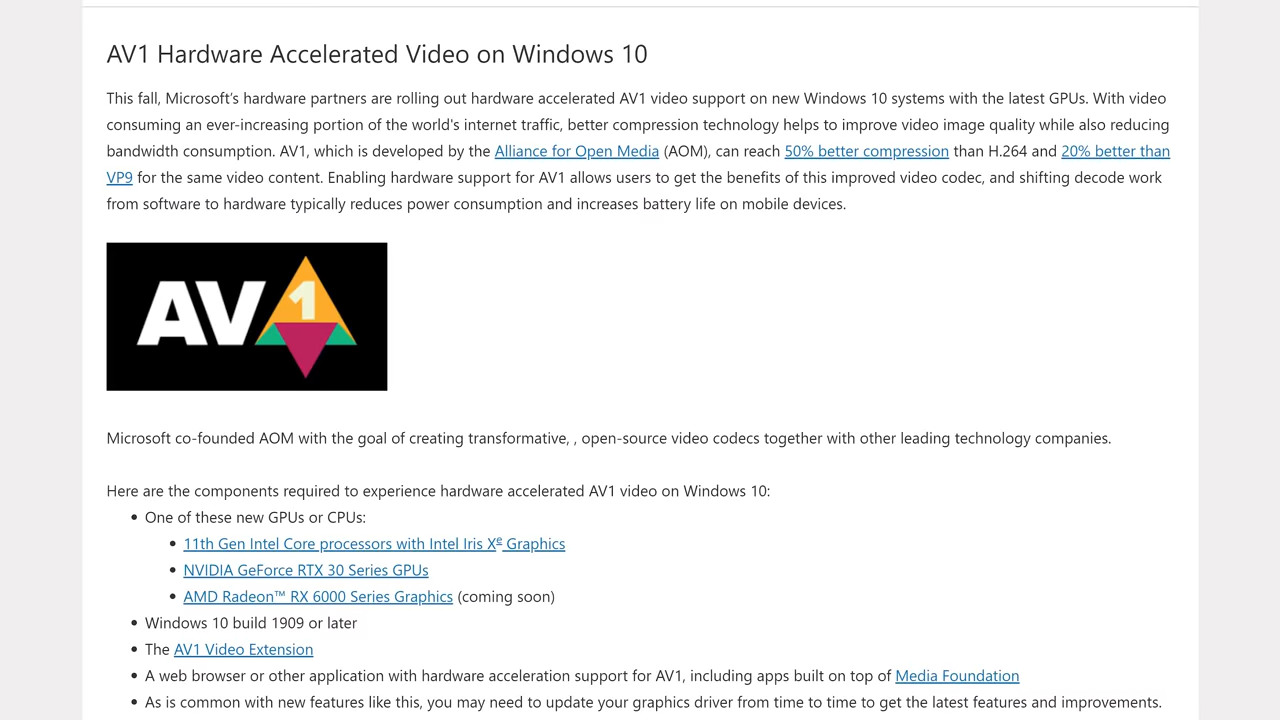 AV1 Hardware Accelerated Video on Windows 10
This fall, Microsoft's hardware partners are rolling out hardware accelerated AV1 video support on new Windows 10 systems with the latest GPUs. With video
consuming an ever-increasing portion of the world's internet traffic, better compression technology helps to improve video image quality while also reducing
bandwidth consumption. AV1, which is developed by the Alliance for Open Media (AOM), can reach 50% better compression than H.264 and 20% better than
VP9 for the same video content. Enabling hardware support for AV1 allows users to get the benefits of this improved video codec, and shifting decode work
from software to hardware typically reduces power consumption and increases battery life on mobile devices.
AV1
Microsoft co-founded AOM with the goal of creating transformative, , open-source video codecs together with other leading technology companies.
Here are the components required to experience hardware accelerated AV1 video on Windows 10:
• One of these new GPUs or CPUs:
• 11th Gen Intel Core processors with Intel Iris Xe Graphics
• NVIDIA GeForce RTX 30 Series GPUs
• AMD Radeon™ RX 6000 Series Graphics (coming soon)
• Windows 10 build 1909 or later
• The AV1 Video Extension
• A web browser or other application with hardware acceleration support for AV1, including apps built on top of Media Foundation
• As is common with new features like this, you may need to update your graphics driver from time to time to get the latest features and improvements.